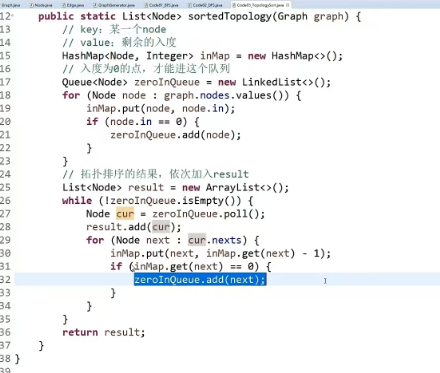 Graph.java Node.java Edge.java GraphGenerator.java Code01_BFS.java Code02_DFS.java Code03_TopologySort.java
12 public static List<Node> sortedTopology(Graph graph) {
13 // key: 某一个node
14 // value: 剩余的入度
15 HashMap<Node, Integer> inMap = new HashMap<>();
16 // 入度为0的点，才能进这个队列
17 Queue<Node> zeroInQueue = new LinkedList<>();
18 for (Node node : graph.nodes.values()) {
19 inMap.put(node, node.in);
20 if (node.in == 0) {
21 zeroInQueue.add(node);
22 }
23 }
24 // 拓扑排序的结果，依次加入result
25 List<Node> result = new ArrayList<>();
26 while (!zeroInQueue.isEmpty()) {
27 Node cur = zeroInQueue.poll();
28 result.add(cur);
29 for (Node next : cur.nexts) {
30 inMap.put(next, inMap.get(next) - 1);
31 if (inMap.get(next) == 0) {
32 zeroInQueue.add(next);
33 }
34 }
35 }
36 return result;
37 }
38 }
39